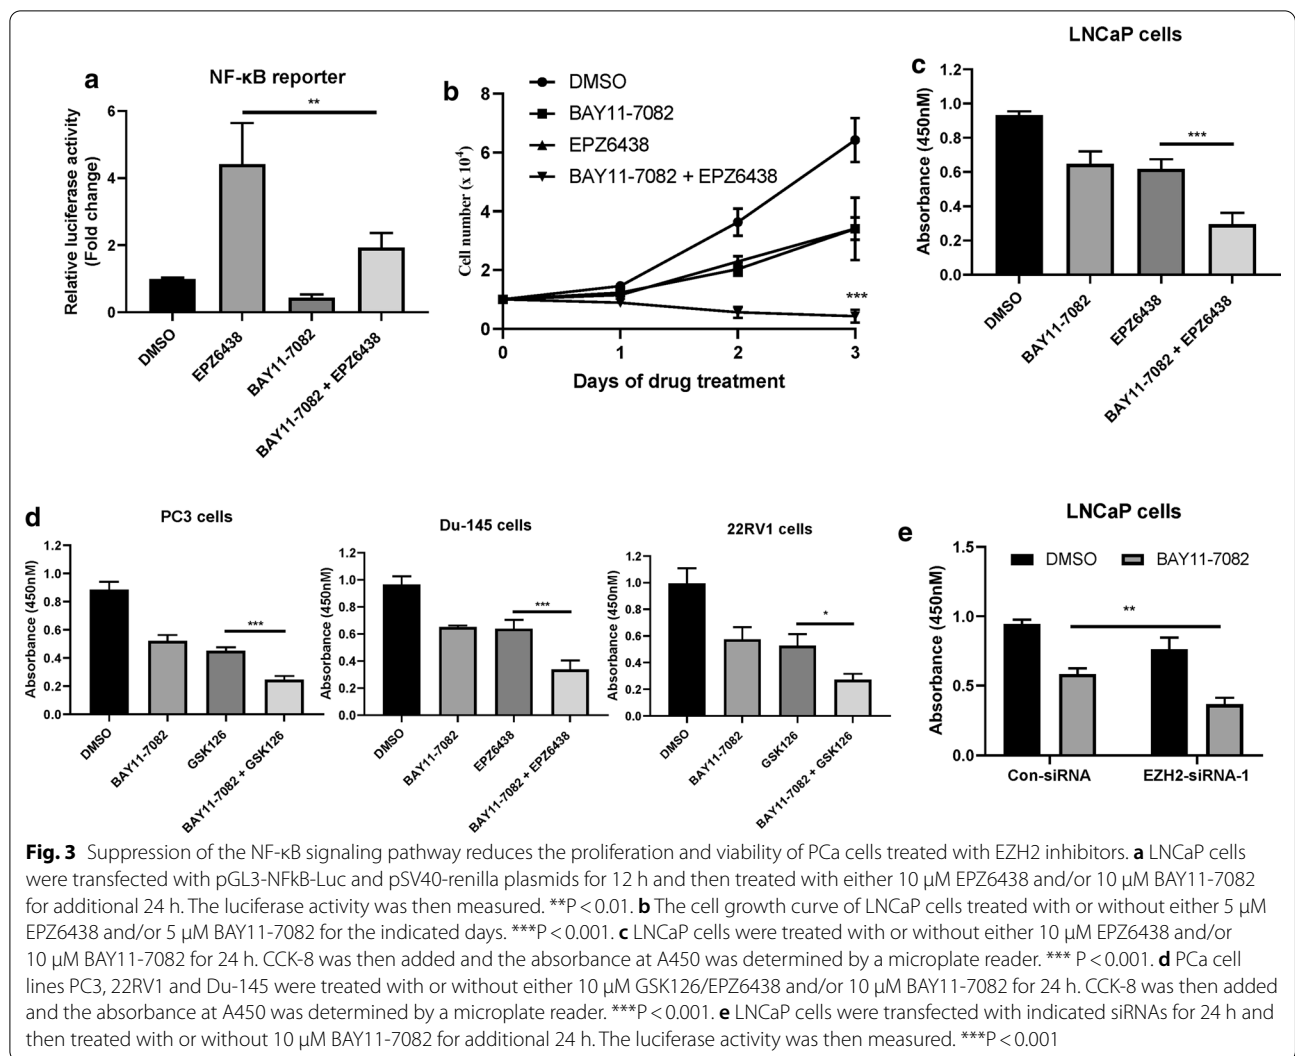 a
NF-κB reporter
Relative luciferase activity
(Fold change)
6
4
2
0
**
DMSO
EPZ6438
BAY11-7082
BAY11-7082 + EPZ6438
b
DMSO
BAY11-7082
EPZ6438
BAY11-7082 + EPZ6438
Cell number (x 10⁴)
8
6
4
2
0
***
0 1 2 3
Days of drug treatment
LNCaP cells
c
Absorbance (450nM)
1.0
0.8
0.6
0.4
0.2
0.0
***
DMSO
BAY11-7082
EPZ6438
BAY11-7082 + EPZ6438
d
PC3 cells
Absorbance (450nM)
1.2
1.0
0.8
0.6
0.4
0.2
0.0
***
DMSO
BAY11-7082
GSK126
BAY11-7082 + GSK126
Du-145 cells
Absorbance (450nM)
1.2
1.0
0.8
0.6
0.4
0.2
0.0
***
DMSO
BAY11-7082
EPZ6438
BAY11-7082 + EPZ6438
22RV1 cells
Absorbance (450nM)
1.2
1.0
0.8
0.6
0.4
0.2
0.0
*
DMSO
BAY11-7082
GSK126
BAY11-7082 + GSK126
LNCaP cells
e
DMSO BAY11-7082
Absorbance (450nM)
1.5
1.0
0.5
0.0
**
Con-siRNA EZH2-siRNA-1
Fig. 3 Suppression of the NF-κB signaling pathway reduces the proliferation and viability of PCa cells treated with EZH2 inhibitors. a LNCaP cells
were transfected with pGL3-NFkB-Luc and pSV40-renilla plasmids for 12 h and then treated with either 10 μM EPZ6438 and/or 10 μM BAY11-7082
for additional 24 h. The luciferase activity was then measured. **P < 0.01. b The cell growth curve of LNCaP cells treated with or without either 5 μM
EPZ6438 and/or 5 μM BAY11-7082 for the indicated days. ***P < 0.001. c LNCaP cells were treated with or without either 10 μM EPZ6438 and/or
10 μM BAY11-7082 for 24 h. CCK-8 was then added and the absorbance at A450 was determined by a microplate reader. *** P < 0.001. d PCa cell
lines PC3, 22RV1 and Du-145 were treated with or without either 10 μM GSK126/EPZ6438 and/or 10 μM BAY11-7082 for 24 h. CCK-8 was then added
and the absorbance at A450 was determined by a microplate reader. ***P < 0.001. e LNCaP cells were transfected with indicated siRNAs for 24 h and
then treated with or without 10 μM BAY11-7082 for additional 24 h. The luciferase activity was then measured. ***P < 0.001